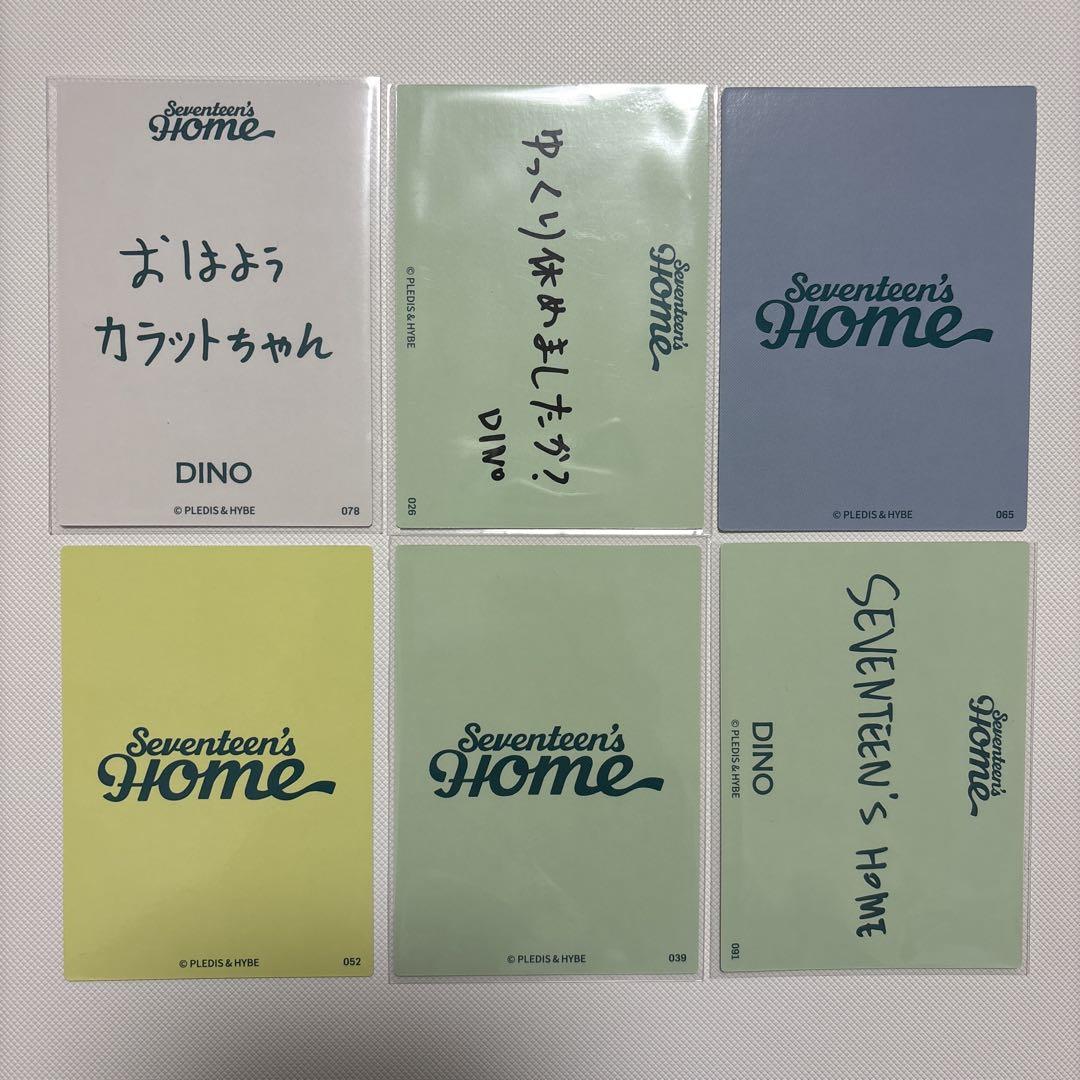 Seventeen's
Home
おはよう
カラットちゃん
DINO
© PLEDIS & HYBE
078
Seventeen's
Home
ゆっくり休めましたか?
DINO
© PLEDIS & HYBE
026
Seventeen's
Home
© PLEDIS & HYBE
065
Seventeen's
Home
© PLEDIS & HYBE
052
Seventeen's
Home
© PLEDIS & HYBE
039
Seventeen's
Home
SEVENTEEN'S HOME
DINO
© PLEDIS & HYBE
091